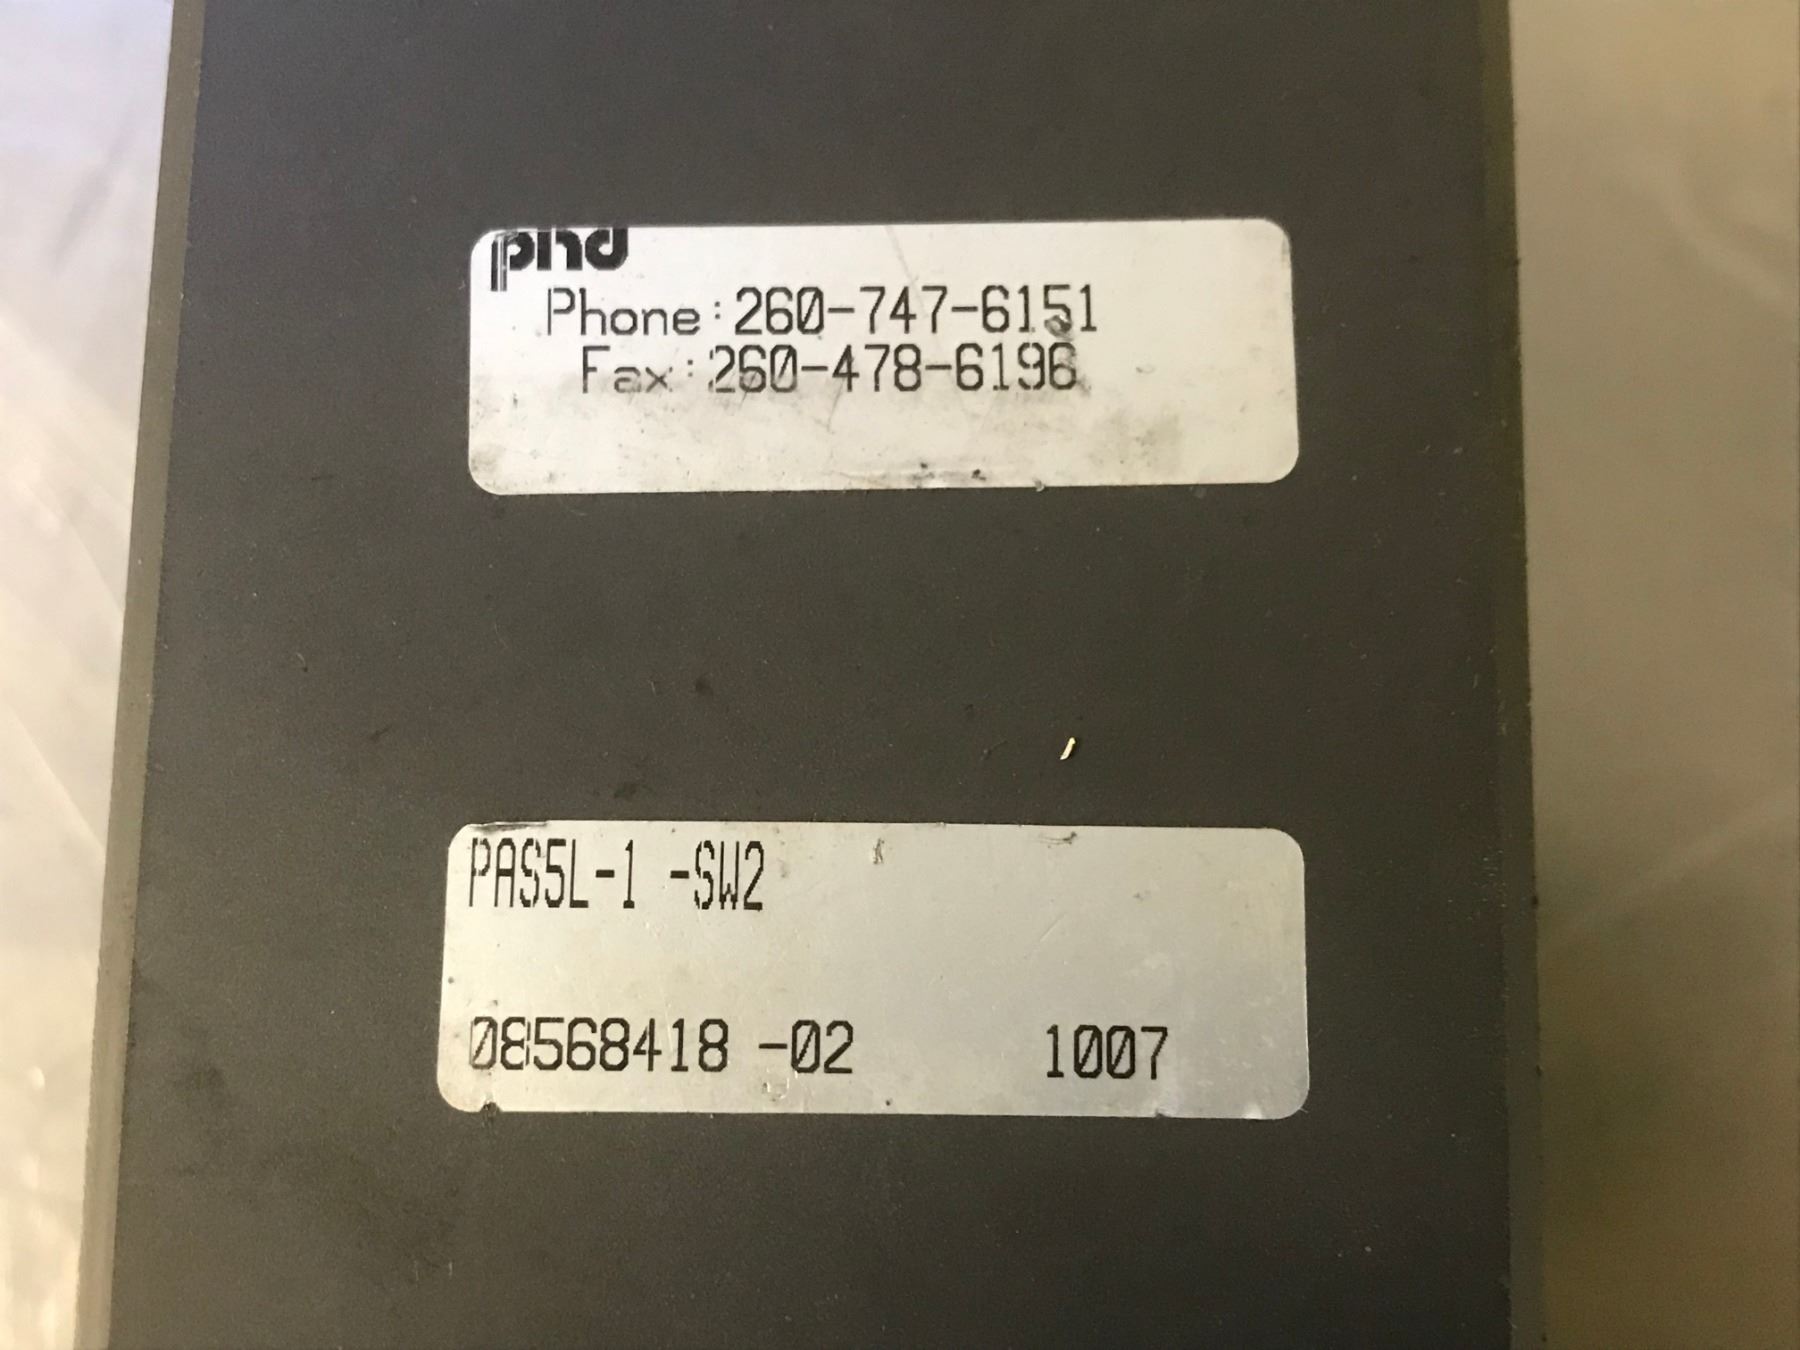 phd
Phone: 260-747-6151
Fax: 260-478-6196
PAS5L-1 -SW2
08568418 -02 1007